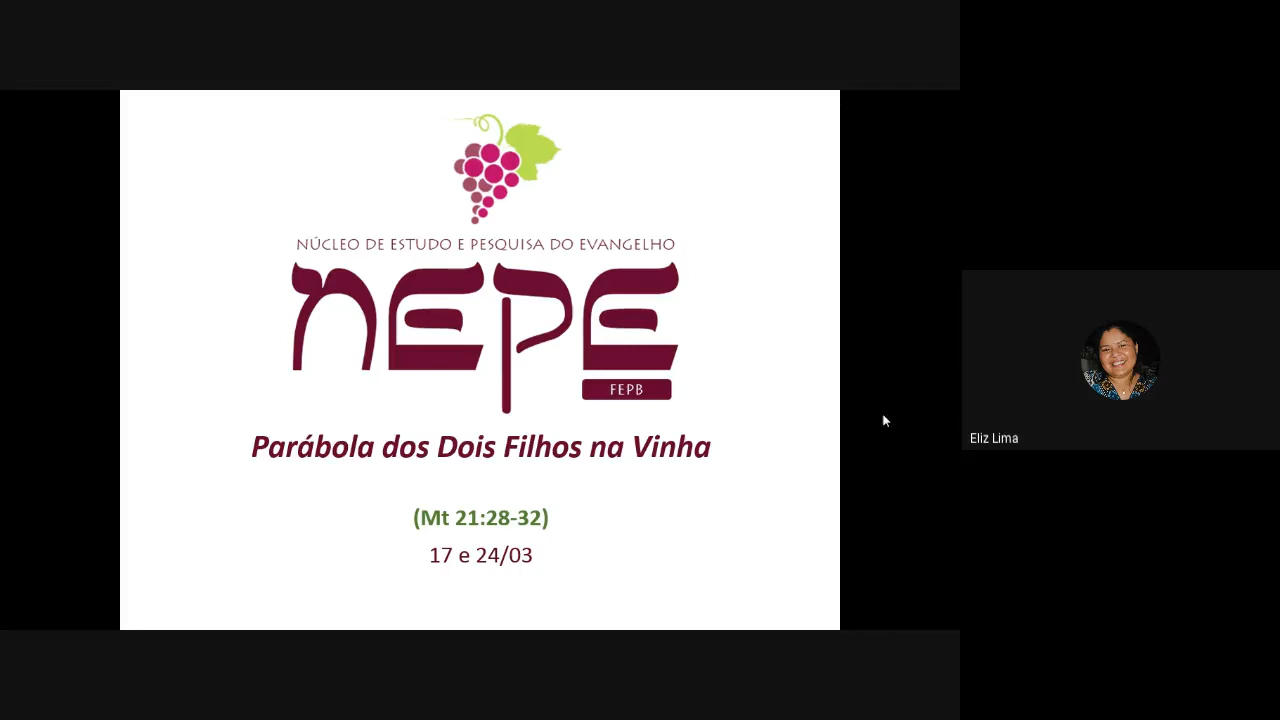 NÚCLEO DE ESTUDO E PESQUISA DO EVANGELHO
NEPE
FEPB
Parábola dos Dois Filhos na Vinha
(Mt 21:28-32)
17 e 24/03
Eliz Lima